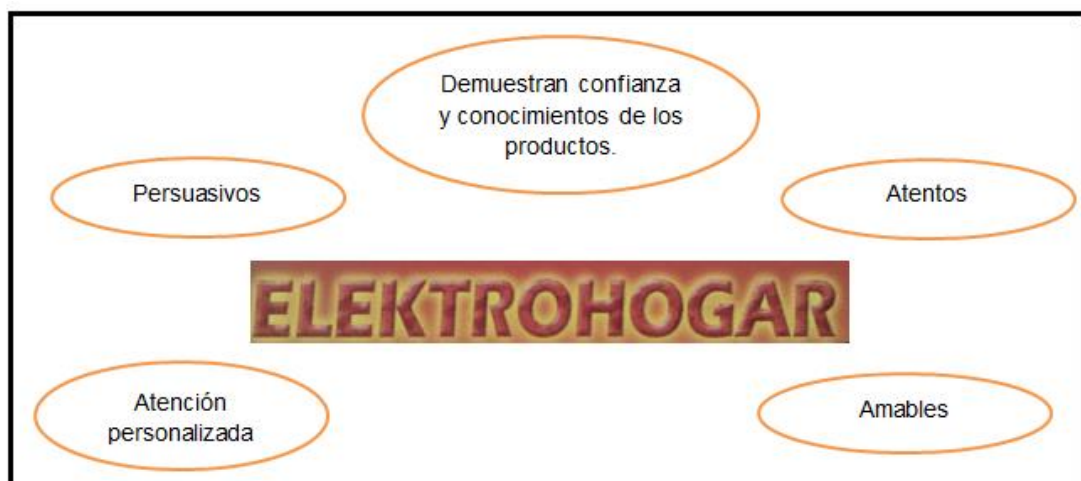 Demuestran confianza
y conocimientos de los
productos.
Persuasivos
Atentos
ELEKTROHOGAR
Atención
personalizada
Amables